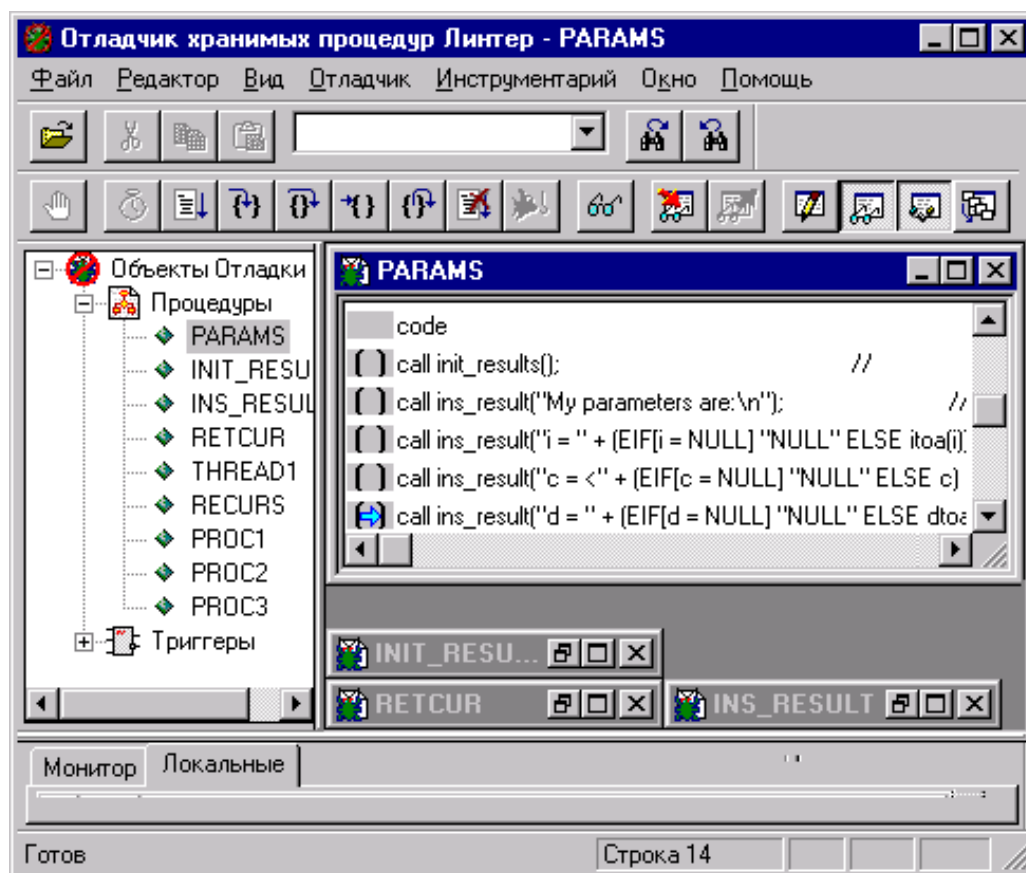 Отладчик хранимых процедур Линтер - PARAMS
Файл Редактор Вид Отладчик Инструментарий Окно Помощь
Объекты Отладки
Процедуры
PARAMS
INIT_RESU
INS_RESUL
RETCUR
THREAD1
RECURS
PROC1
PROC2
PROC3
Триггеры
PARAMS
code
call init_results(); //
call ins_result("My parameters are:\n"); //
call ins_result("i = " + (EIF[i = NULL] "NULL" ELSE itoa(i)
call ins_result("c = <" + (EIF[c = NULL] "NULL" ELSE c)
call ins_result("d = " + (EIF[d = NULL] "NULL" ELSE dtoa
INIT_RESU...
RETCUR
INS_RESULT
Монитор Локальные
Готов
Строка 14